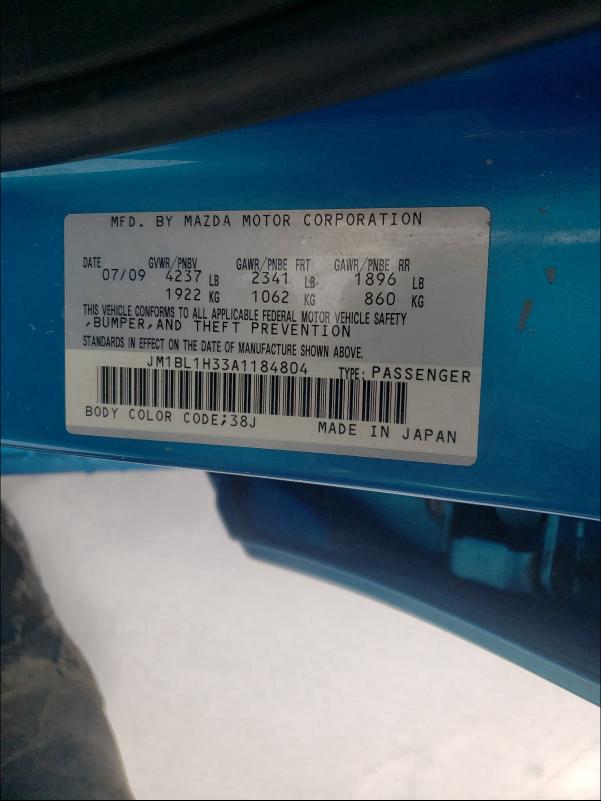 MFD. BY MAZDA MOTOR CORPORATION
DATE GVWR/PNBV GAWR/PNBE FRT GAWR/PNBE RR
07/09 4237 LB 2341 LB 1896 LB
1922 KG 1062 KG 860 KG
THIS VEHICLE CONFORMS TO ALL APPLICABLE FEDERAL MOTOR VEHICLE SAFETY
,BUMPER,AND THEFT PREVENTION
STANDARDS IN EFFECT ON THE DATE OF MANUFACTURE SHOWN ABOVE.
JM1BL1H33A1184804 TYPE: PASSENGER
BODY COLOR CODE;38J MADE IN JAPAN